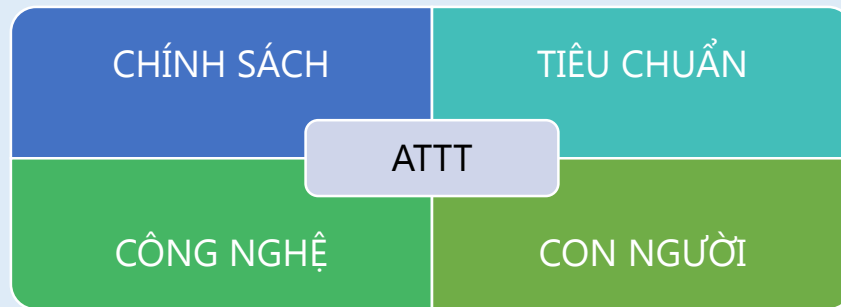 CHÍNH SÁCH
TIÊU CHUẨN
ATTT
CÔNG NGHỆ
CON NGƯỜI